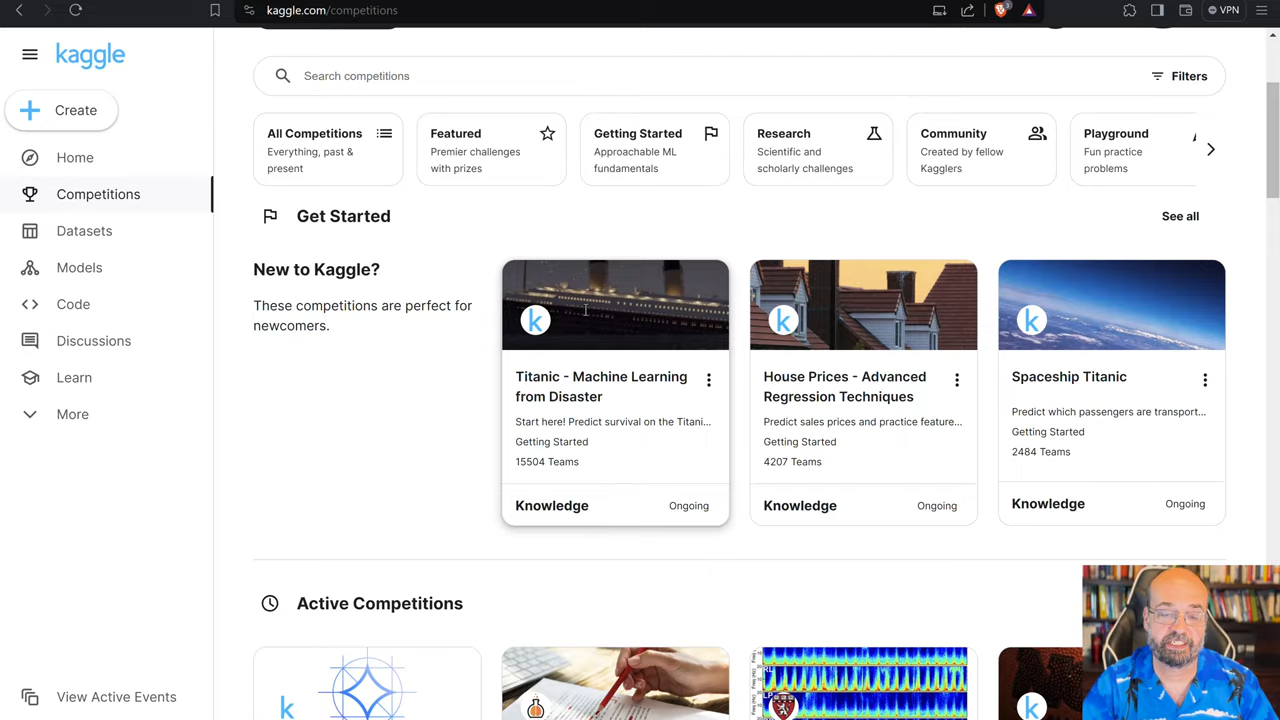 kaggle.com/competitions
VPN
kaggle
Create
Home
Competitions
Datasets
Models
Code
Discussions
Learn
More
View Active Events
Search competitions
Filters
All Competitions
Everything, past &
present
Featured
Premier challenges
with prizes
Getting Started
Approachable ML
fundamentals
Research
Scientific and
scholarly challenges
Community
Created by fellow
Kagglers
Playground
Fun practice
problems
Get Started
See all
New to Kaggle?
These competitions are perfect for
newcomers.
k
Titanic - Machine Learning
from Disaster
Start here! Predict survival on the Titani...
Getting Started
15504 Teams
Knowledge
Ongoing
k
House Prices - Advanced
Regression Techniques
Predict sales prices and practice feature...
Getting Started
4207 Teams
Knowledge
Ongoing
k
Spaceship Titanic
Predict which passengers are transport...
Getting Started
2484 Teams
Knowledge
Ongoing
Active Competitions
k
k